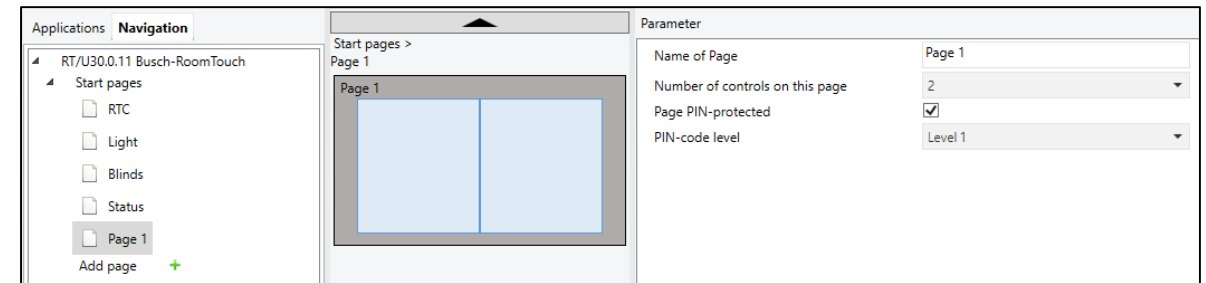 Applications Navigation
RT/U30.0.11 Busch-RoomTouch
Start pages
RTC
Light
Blinds
Status
Page 1
Add page +
Start pages >
Page 1
Page 1
Parameter
Name of Page Page 1
Number of controls on this page 2
Page PIN-protected
PIN-code level Level 1